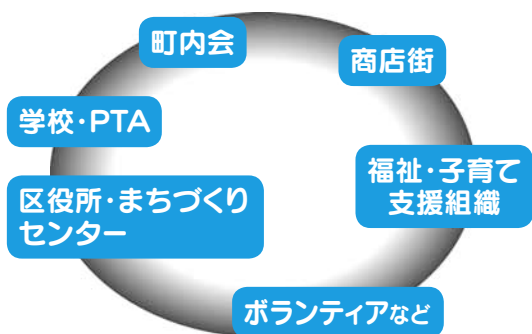 町内会
商店街
学校・PTA
福祉・子育て
支援組織
区役所・まちづくり
センター
ボランティアなど